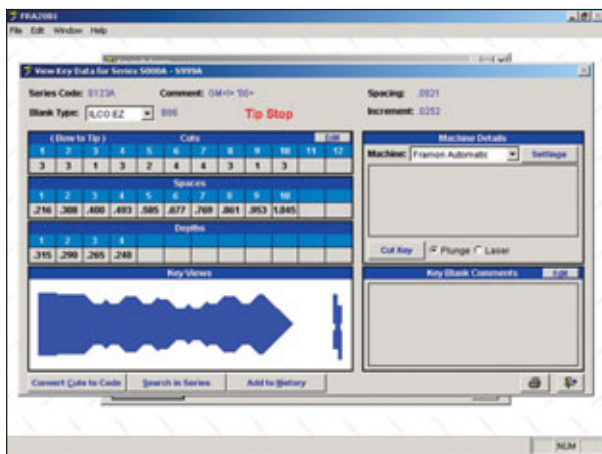 FRA2001
File Edit Window Help
View Key Data for Series S000A - S999A
Series Code: S123A Comment: GM+I+ '00+ Spacing: .0921
Blank Type: ILCO EZ B96 Tip Stop Increment: .0252
( Bow to Tip ) Cuts Edit
1 2 3 4 5 6 7 8 9 10 11 12
3 3 1 3 2 4 4 3 1 3
Spaces
1 2 3 4 5 6 7 8 9 10
.216 .308 .400 .493 .585 .677 .769 .861 .953 1.045
Depths
1 2 3 4
.315 .290 .265 .240
Key Views
Machine Details
Machine: Framon Automatic Settings
Cut Key Plunge Laser
Key Blank Comments Edit
Convert Cuts to Code Search in Series Add to History
NUM